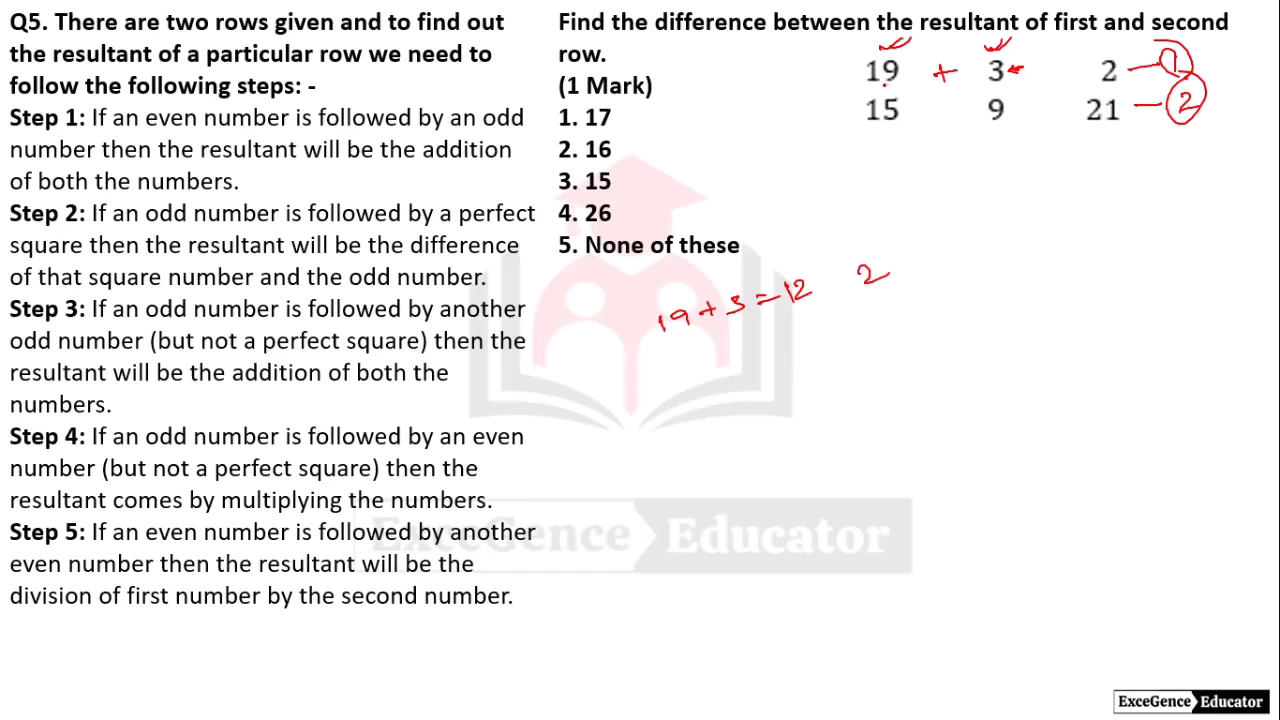 Q5. There are two rows given and to find out
the resultant of a particular row we need to
follow the following steps: -
Step 1: If an even number is followed by an odd
number then the resultant will be the addition
of both the numbers.
Step 2: If an odd number is followed by a perfect
square then the resultant will be the difference
of that square number and the odd number.
Step 3: If an odd number is followed by another
odd number (but not a perfect square) then the
resultant will be the addition of both the
numbers.
Step 4: If an odd number is followed by an even
number (but not a perfect square) then the
resultant comes by multiplying the numbers.
Step 5: If an even number is followed by another
even number then the resultant will be the
division of first number by the second number.
Find the difference between the resultant of first and second
row.
(1 Mark)
1. 17
2. 16
3. 15
4. 26
5. None of these
19 + 3 2 — 1
15 9 21 — 2
19+3=12 2
ExceGence Educator
ExceGence Educator